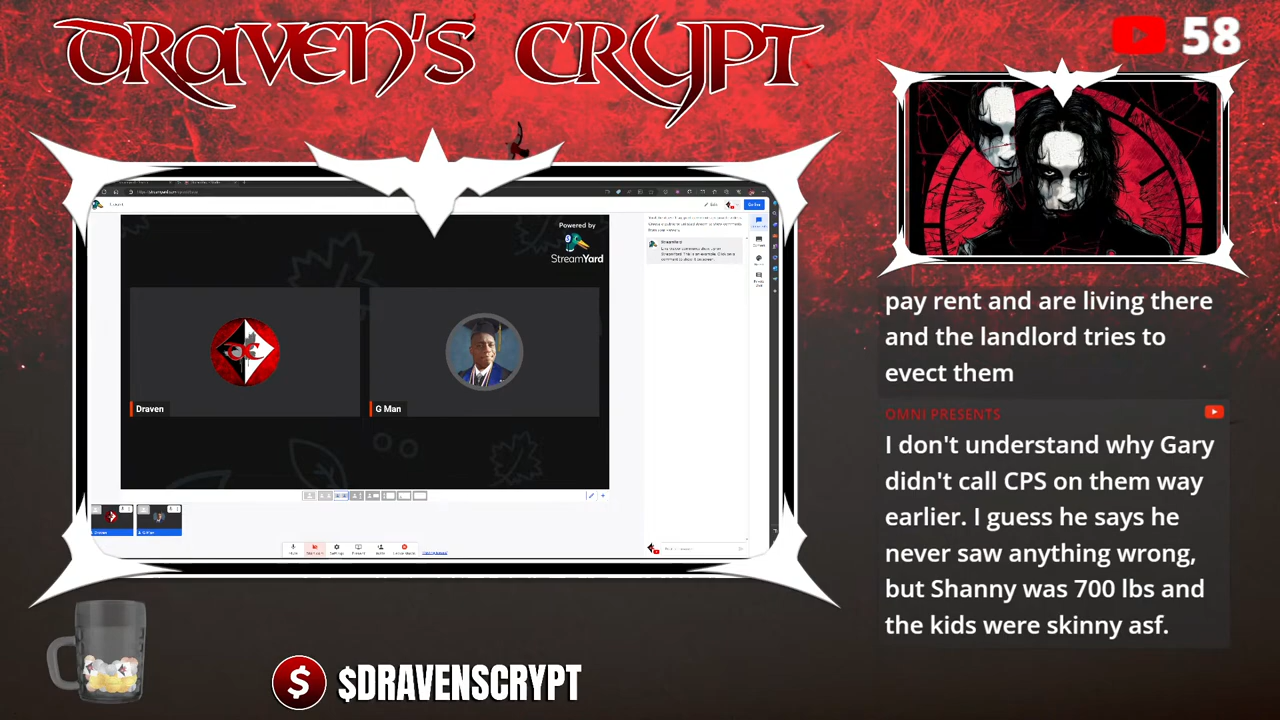 DRAVEN'S CRYPT
58
Powered by
StreamYard
Draven
G Man
pay rent and are living there
and the landlord tries to
evect them
OMNI PRESENTS
I don't understand why Gary
didn't call CPS on them way
earlier. I guess he says he
never saw anything wrong,
but Shanny was 700 lbs and
the kids were skinny asf.
$
$DRAVENSCRYPT